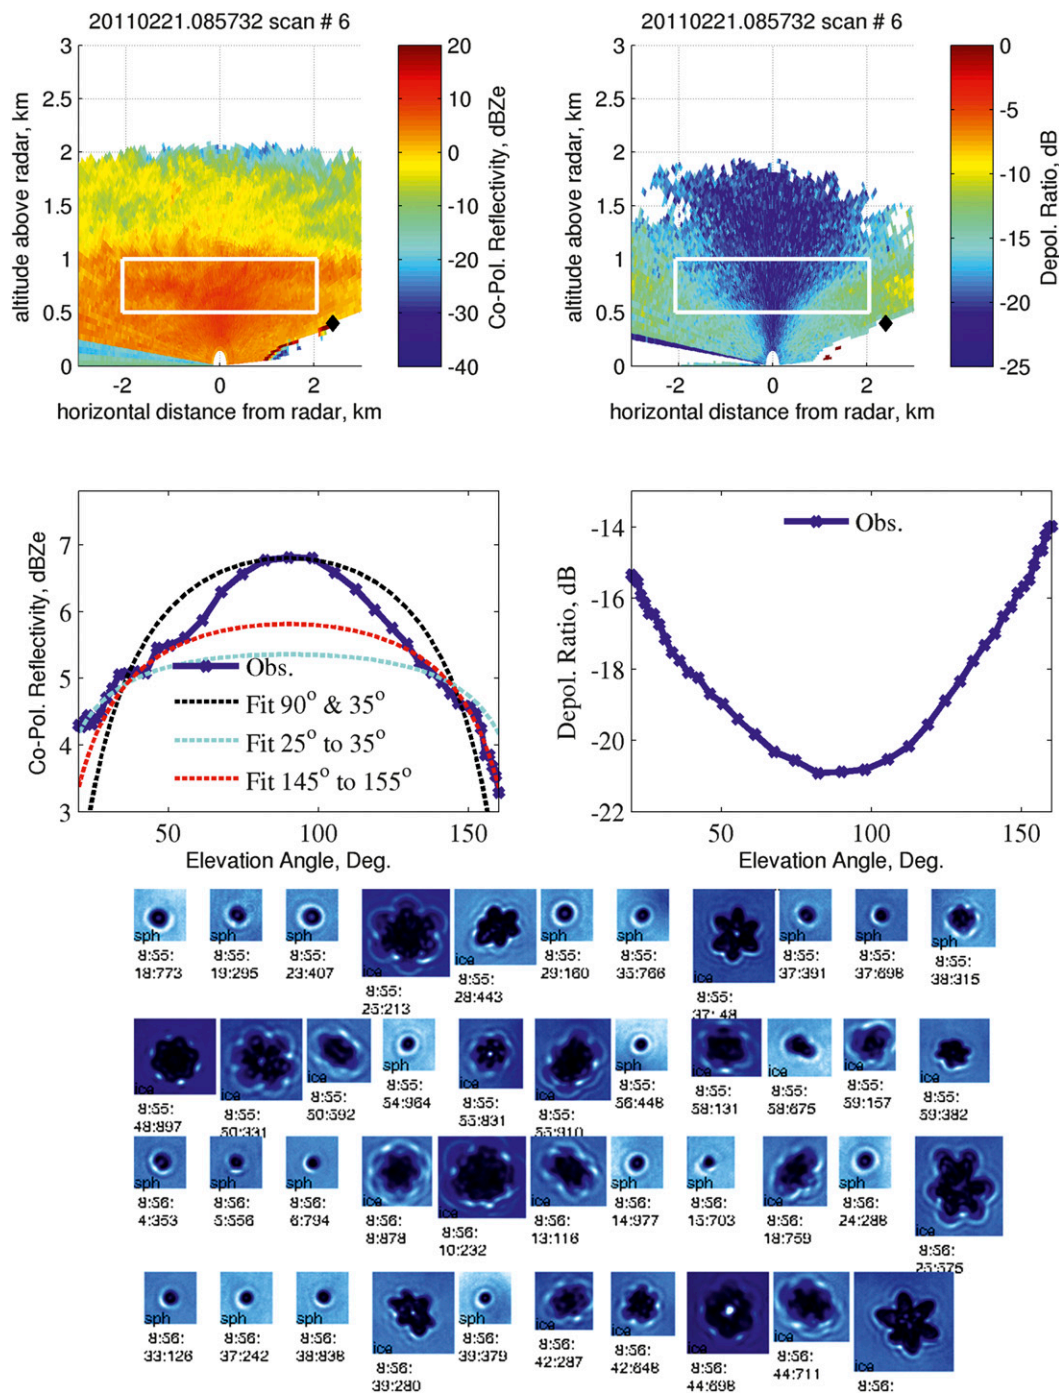 20110221.085732 scan # 6
3
2.5
2
1.5
1
0.5
0
altitude above radar, km
-2
0
2
horizontal distance from radar, km
20
10
0
-10
-20
-30
-40
Co-Pol. Reflectivity, dBZe
20110221.085732 scan # 6
3
2.5
2
1.5
1
0.5
0
altitude above radar, km
-2
0
2
horizontal distance from radar, km
0
-5
-10
-15
-20
-25
Depol. Ratio, dB
7
6
5
4
3
Co-Pol. Reflectivity, dBZe
Obs.
Fit 90° & 35°
Fit 25° to 35°
Fit 145° to 155°
50
100
150
Elevation Angle, Deg.
-14
-16
-18
-20
-22
Depol. Ratio, dB
Obs.
50
100
150
Elevation Angle, Deg.
sph
8:55:
18:773
sph
8:55:
19:295
sph
8:55:
23:407
ice
8:55:
25:213
8:55:
28:443
sph
8:55:
29:160
sph
8:55:
35:766
ice
8:55:
sph
8:55:
37:391
sph
8:55:
37:698
8:55:
38:315
8:55:
48:897
ice
8:55:
50:331
ice
8:55:
50:592
sph
8:55:
54:964
ice
8:55:
55:831
ice
8:55:
55:910
sph
8:55:
56:448
ice
8:55:
58:131
8:55:
58:675
ice
8:55:
59:157
8:55:
59:382
sph
8:56:
4:353
sph
8:56:
5:556
sph
8:56:
6:794
ice
8:56:
8:878
ice
8:56:
10:232
ice
8:56:
13:116
sph
8:56:
14:977
sph
8:56:
15:703
ice
8:56:
18:759
sph
8:56:
24:288
ice
8:56:
25:575
sph
8:56:
33:126
sph
8:56:
37:242
sph
8:56:
38:838
ice
8:56:
39:280
sph
8:56:
39:379
ice
8:56:
42:287
ice
8:56:
42:648
ice
8:56:
44:698
ice
8:56:
44:711
ice
8:56: